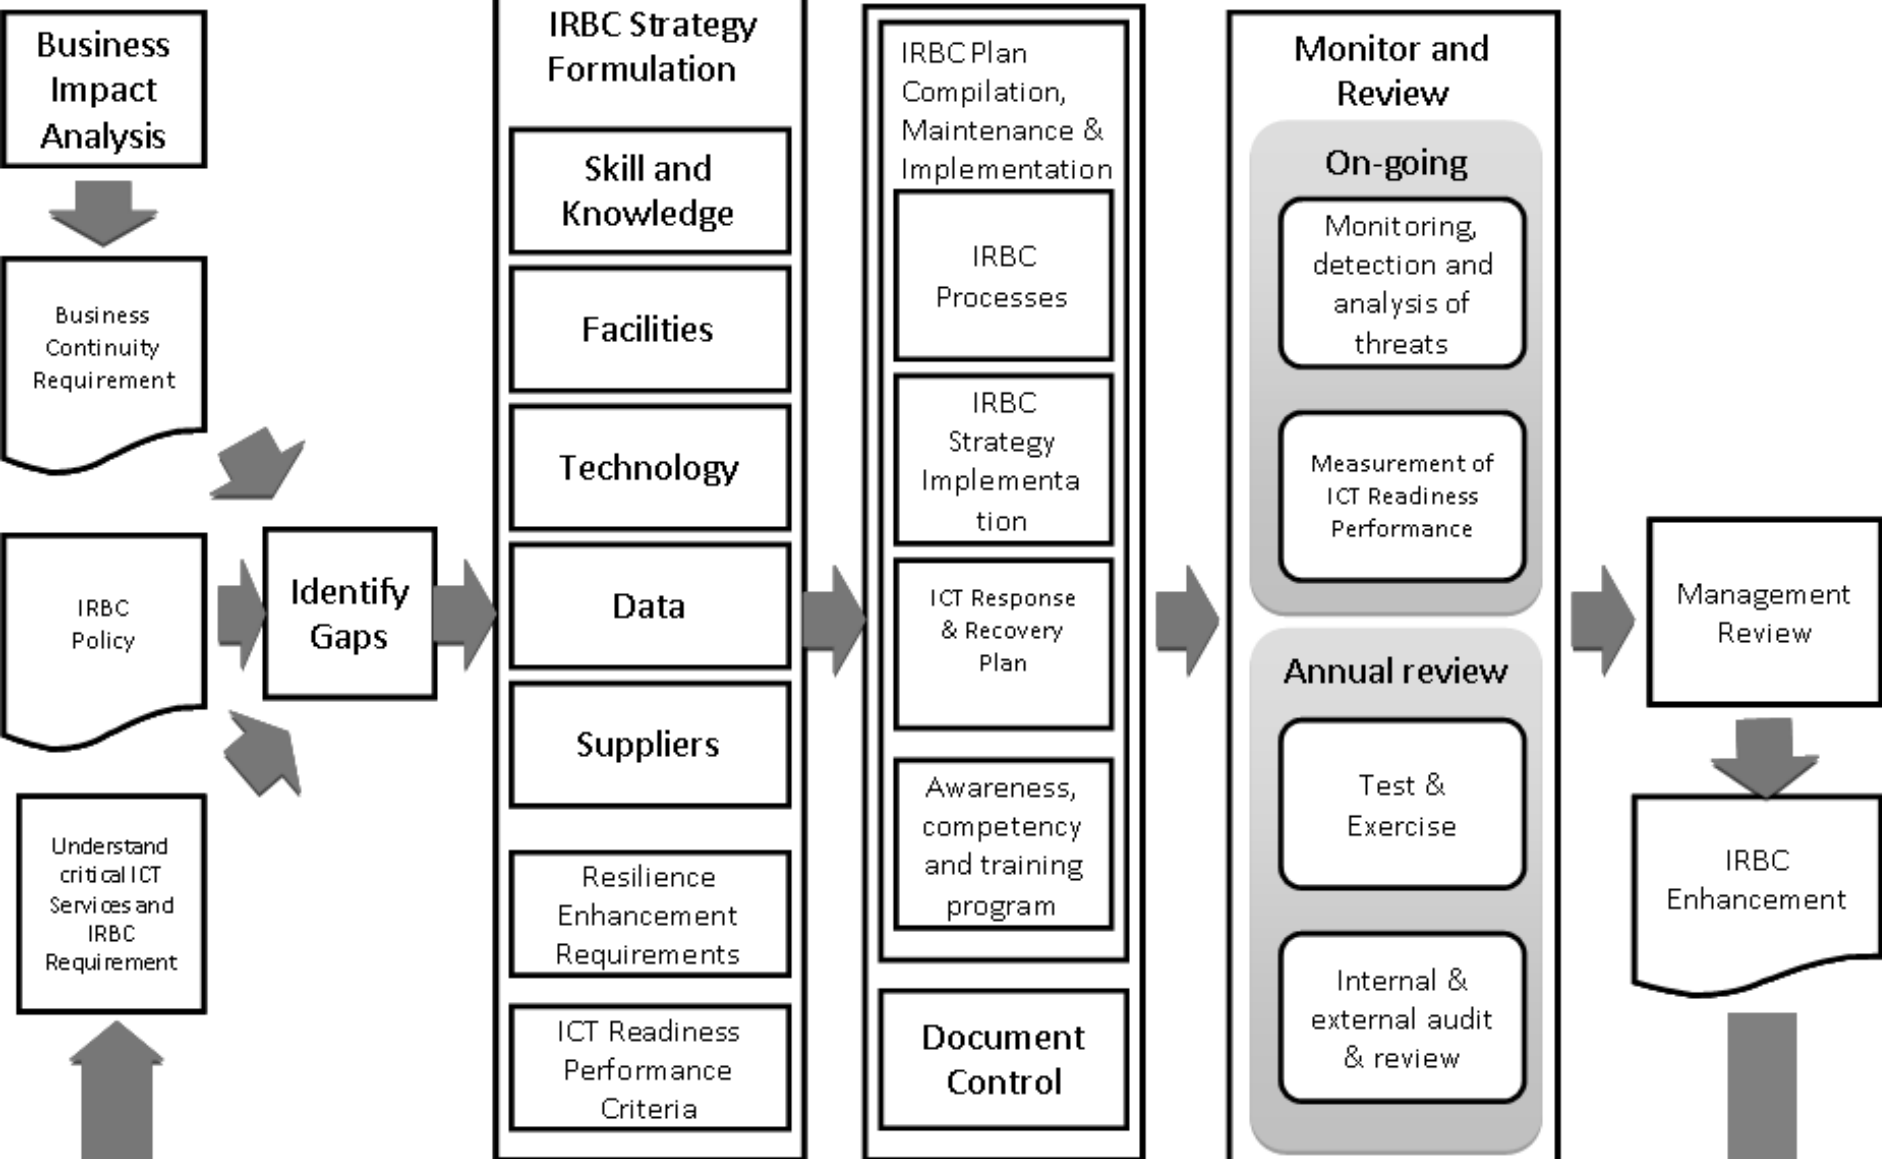 Business
Impact
Analysis
Business
Continuity
Requirement
IRBC
Policy
Understand
critical ICT
Services and
IRBC
Requirement
Identify
Gaps
IRBC Strategy
Formulation
Skill and
Knowledge
Facilities
Technology
Data
Suppliers
Resilience
Enhancement
Requirements
ICT Readiness
Performance
Criteria
IRBC Plan
Compilation,
Maintenance &
Implementation
IRBC
Processes
IRBC
Strategy
Implementa
tion
ICT Response
& Recovery
Plan
Awareness,
competency
and training
program
Document
Control
Monitor and
Review
On-going
Monitoring,
detection and
analysis of
threats
Measurement of
ICT Readiness
Performance
Annual review
Test &
Exercise
Internal &
external audit
& review
Management
Review
IRBC
Enhancement